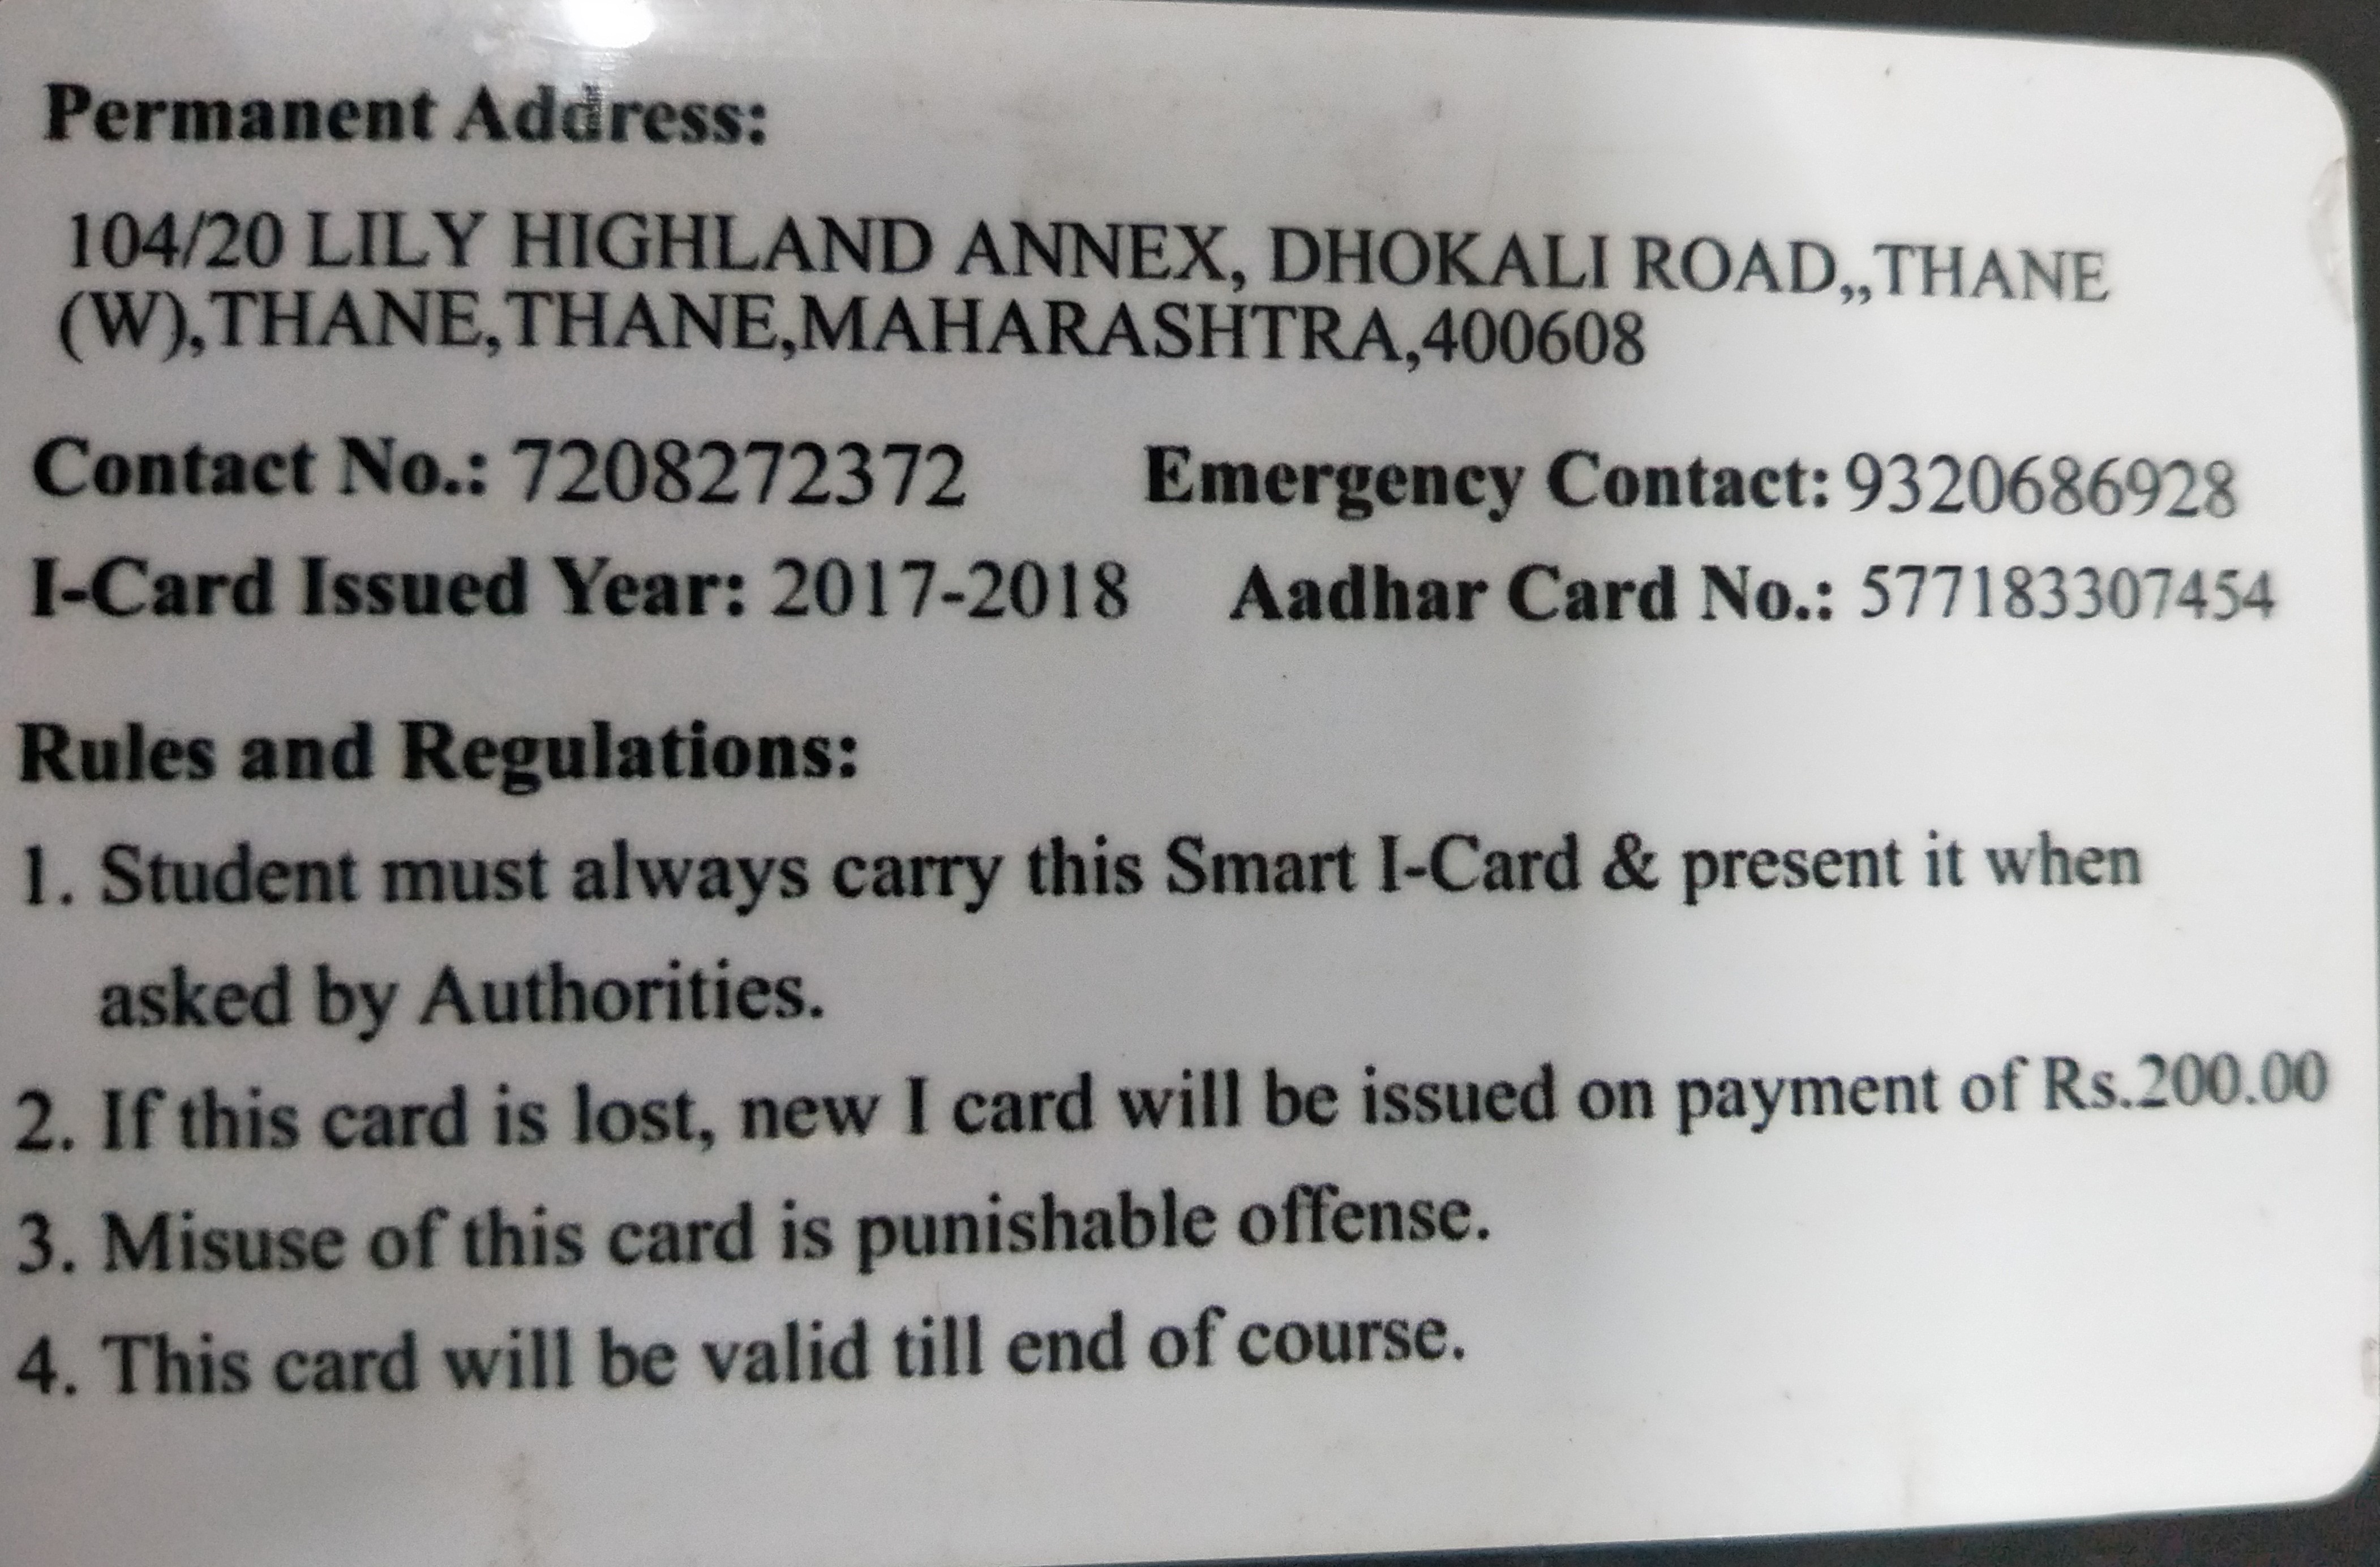 Permanent Address:
104/20 LILY HIGHLAND ANNEX, DHOKALI ROAD,,THANE
(W),THANE,THANE,MAHARASHTRA,400608
Contact No.: 7208272372 Emergency Contact: 9320686928
I-Card Issued Year: 2017-2018 Aadhar Card No.: 577183307454
Rules and Regulations:
1. Student must always carry this Smart I-Card & present it when
asked by Authorities.
2. If this card is lost, new I card will be issued on payment of Rs.200.00
3. Misuse of this card is punishable offense.
4. This card will be valid till end of course.